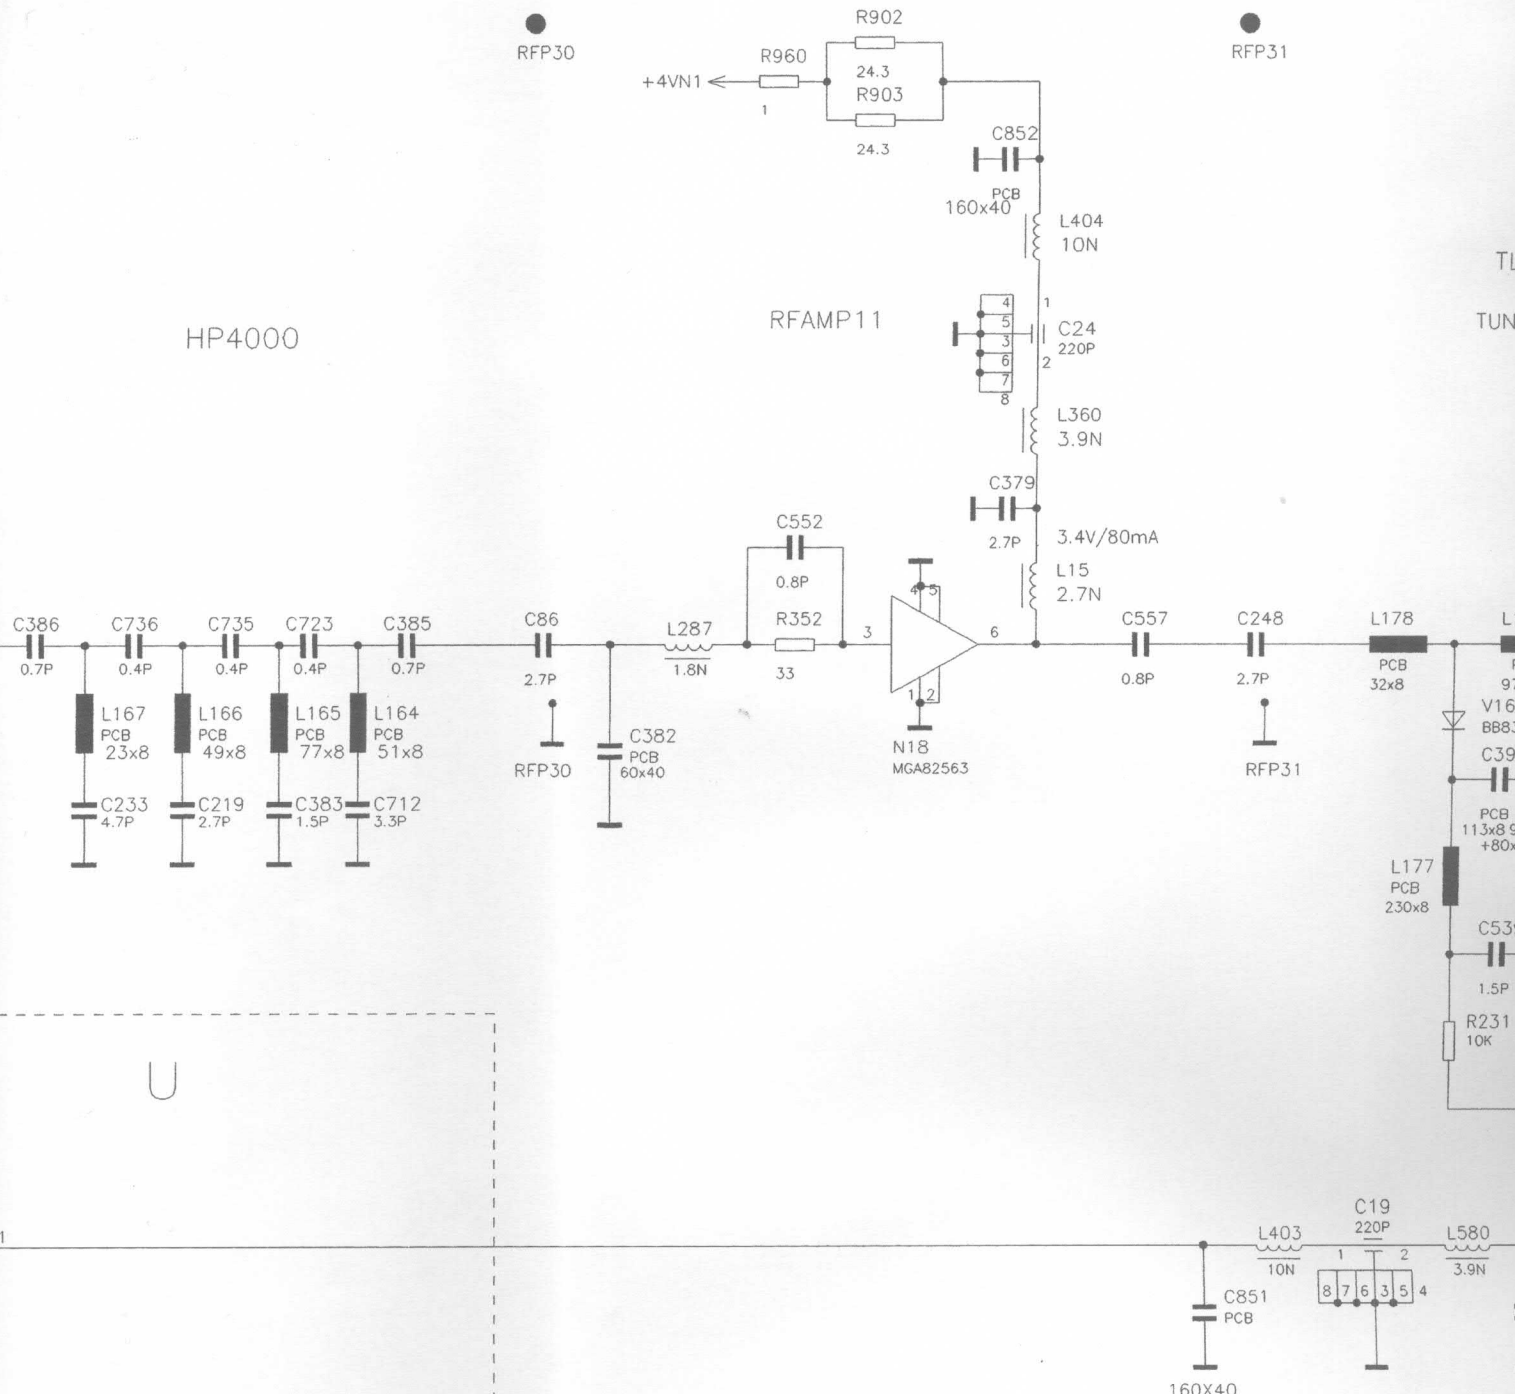 R902
RFP30
RFP31
R960
24.3
+4VN1
R903
1
24.3
C852
PCB
160x40
L404
10N
HP4000
RFAMP11
4
1
5
C24
3
220P
6
2
7
8
L360
3.9N
C379
2.7P
3.4V/80mA
C552
0.8P
L15
2.7N
4
5
C386
C736
C735
C723
C385
C86
L287
R352
3
6
C557
C248
L178
0.7P
0.4P
0.4P
0.4P
0.7P
2.7P
1.8N
33
0.8P
2.7P
PCB
32x8
1
2
L167
PCB
23x8
L166
PCB
49x8
L165
PCB
77x8
L164
PCB
51x8
C382
PCB
60x40
RFP30
N18
MGA82563
RFP31
C233
4.7P
C219
2.7P
C383
1.5P
C712
3.3P
PCB
113x8
L177
PCB
230x8
1.5P
R231
10K
U
1
C19
220P
L403
10N
1
2
L580
3.9N
8
7
6
3
5
4
C851
PCB
160X40